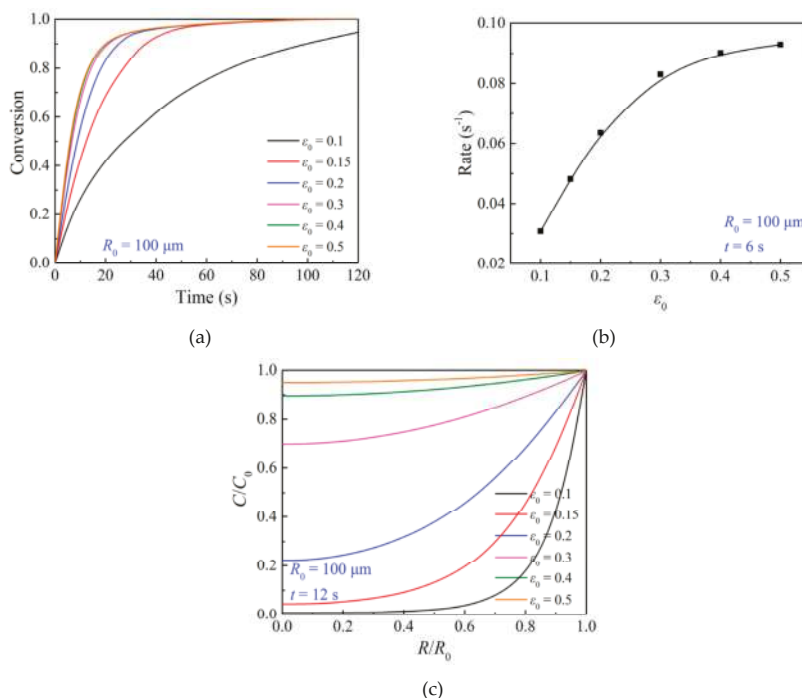 1.0
0.8
0.6
0.4
0.2
0.0
Conversion
0 20 40 60 80 100 120
Time (s)
ε₀ = 0.1
ε₀ = 0.15
ε₀ = 0.2
ε₀ = 0.3
ε₀ = 0.4
ε₀ = 0.5
R₀ = 100 μm
(a)
0.10
0.08
0.06
0.04
0.02
Rate (s⁻¹)
0.1 0.2 0.3 0.4 0.5
ε₀
R₀ = 100 μm
t = 6 s
(b)
1.0
0.8
0.6
0.4
0.2
0.0
C/C₀
0.0 0.2 0.4 0.6 0.8 1.0
R/R₀
ε₀ = 0.1
ε₀ = 0.15
ε₀ = 0.2
ε₀ = 0.3
ε₀ = 0.4
ε₀ = 0.5
R₀ = 100 μm
t = 12 s
(c)